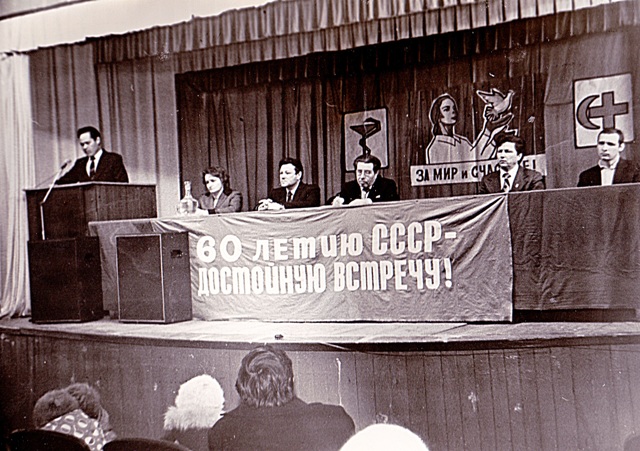 ЗА МИР и СЧАСТЬЕ!
60 ЛЕТИЮ СССР-
ДОСТОЙНУЮ ВСТРЕЧУ!